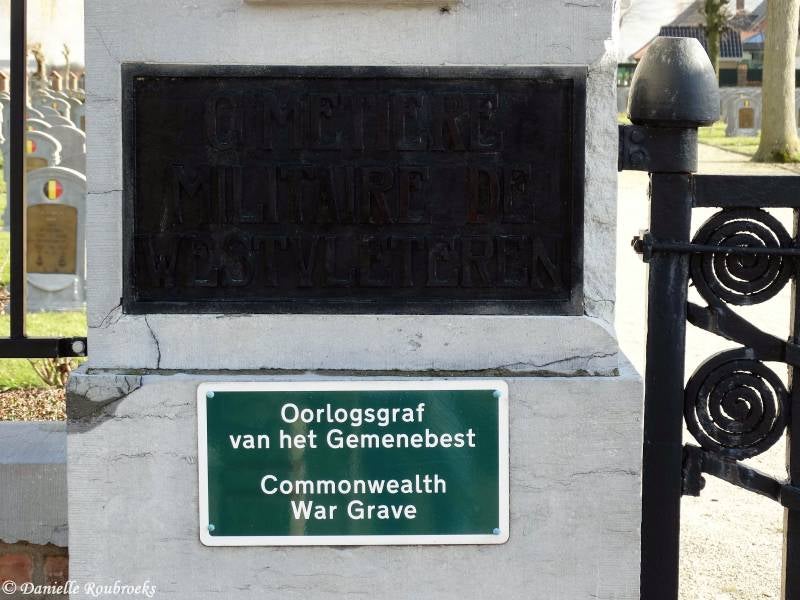 CIMETIERE
MILITAIRE DE
WESTVLETEREN
Oorlogsgraf
van het Gemenebest
Commonwealth
War Grave
© Danielle Roubroeks